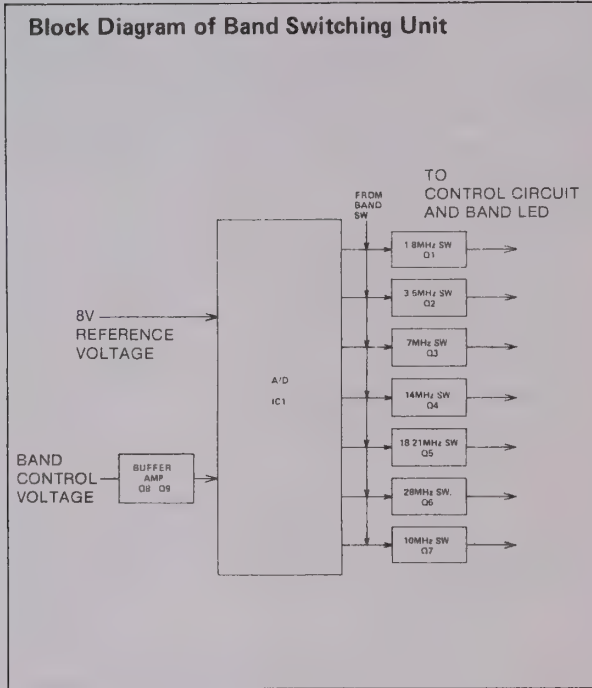 Block Diagram of Band Switching Unit
TO
CONTROL CIRCUIT
AND BAND LED
FROM
BAND
SW
1 8MHz SW
Q1
3 5MHz SW
Q2
7MHz SW
Q3
8V
REFERENCE
VOLTAGE
A/D
IC1
14MHz SW
Q4
18 21MHz SW
Q5
BAND
CONTROL
VOLTAGE
BUFFER
AMP
Q8 Q9
28MHz SW.
Q6
10MHz SW
Q7